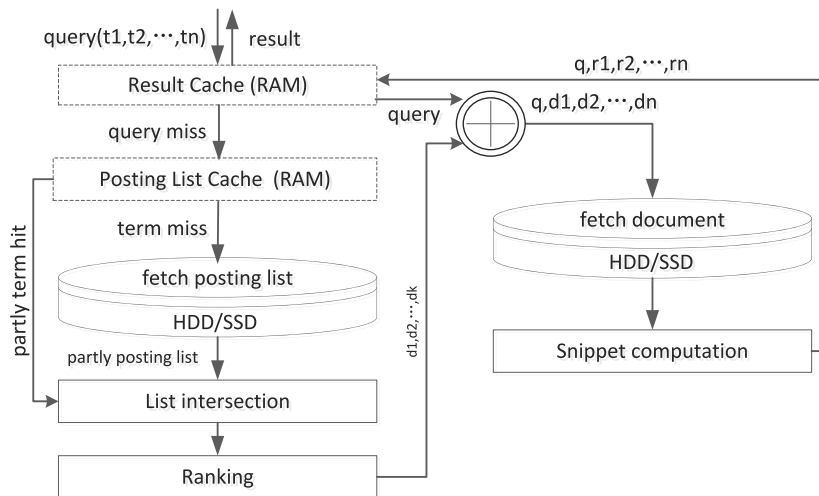 query(t1,t2,⋯,tn)
result
Result Cache (RAM)
q,r1,r2,⋯,rn
query
q,d1,d2,⋯,dn
query miss
Posting List Cache (RAM)
term miss
partly term hit
fetch posting list
HDD/SSD
fetch document
HDD/SSD
d1,d2,⋯,dk
partly posting list
Snippet computation
List intersection
Ranking